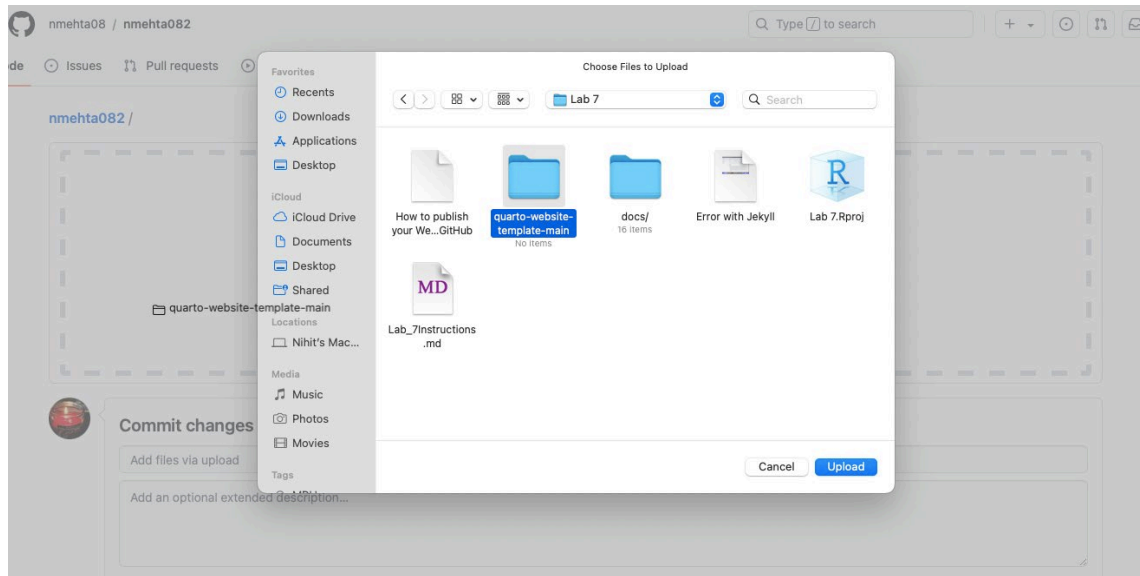 nmehta08 / nmehta082
Type / to search
de
Issues
Pull requests
nmehta082 /
quarto-website-template-main
Commit changes
Add files via upload
Add an optional extended description...
Favorites
Recents
Downloads
Applications
Desktop
iCloud
iCloud Drive
Documents
Desktop
Shared
Locations
Nihit's Mac...
Media
Music
Photos
Movies
Tags
Choose Files to Upload
Lab 7
Search
How to publish
your We...GitHub
quarto-website-
template-main
No items
docs/
16 items
Error with Jekyll
R
Lab 7.Rproj
MD
Lab_7Instructions
.md
Cancel
Upload